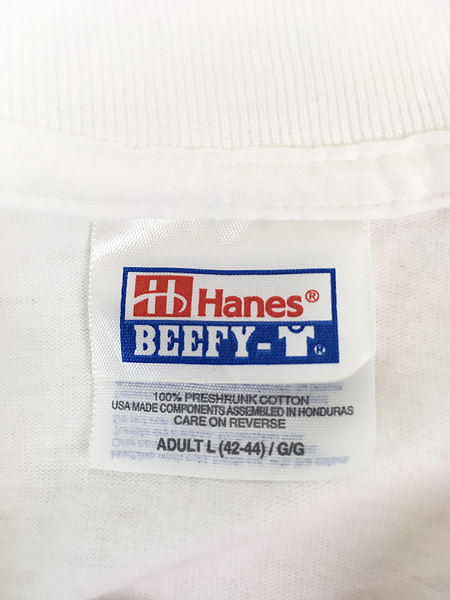 Hanes®
BEEFY-T®
100% PRESHRUNK COTTON
USA MADE COMPONENTS ASSEMBLED IN HONDURAS
CARE ON REVERSE
ADULT L (42-44) / G/G